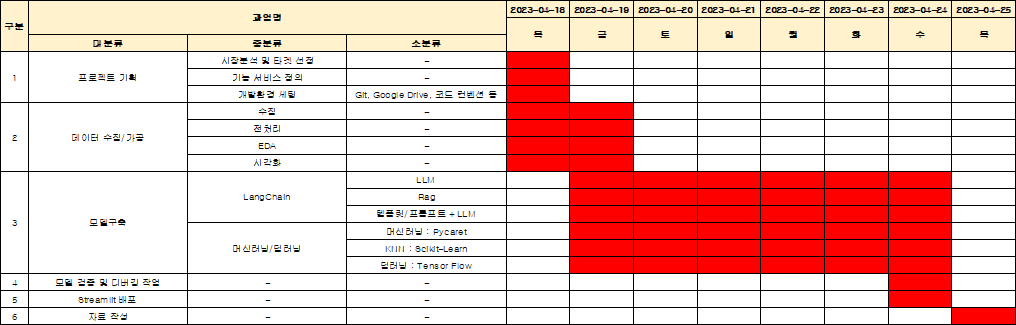 구분 과업명 2023-04-18 2023-04-19 2023-04-20 2023-04-21 2023-04-22 2023-04-23 2023-04-24 2023-04-25
대분류 중분류 소분류 목 금 토 일 월 화 수 목
1 프로젝트 기획 시장분석 및 타겟 선정 -
기능 서비스 정의 -
개발환경 세팅 Git, Google Drive, 코드 컨벤션 등
2 데이터 수집/가공 수집 -
전처리 -
EDA -
시각화 -
3 모델구축 LangChain LLM
Rag
템플릿/프롬프트 + LLM
머신러닝/딥러닝 머신러닝 : Pycaret
KNN : Scikit-Learn
딥러닝 : Tensor Flow
4 모델 검증 및 디버깅 작업 - -
5 Streamlit 배포 - -
6 자료 작성 - -